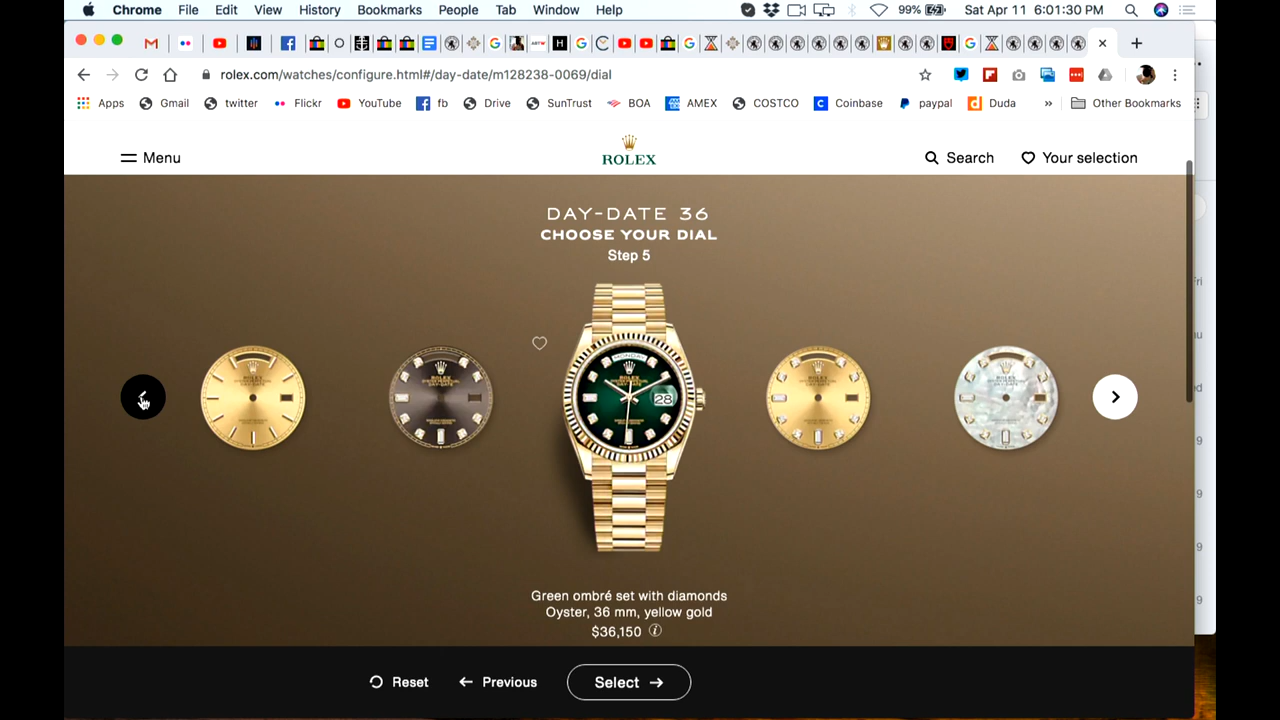 Chrome File Edit View History Bookmarks People Tab Window Help 99% Sat Apr 11 6:01:30 PM
rolex.com/watches/configure.html#/day-date/m128238-0069/dial
Apps Gmail twitter Flickr YouTube fb Drive SunTrust BOA AMEX COSTCO Coinbase paypal Duda » Other Bookmarks
Menu ROLEX Search Your selection
DAY-DATE 36
CHOOSE YOUR DIAL
Step 5
MONDAY
ROLEX
28
Green ombré set with diamonds
Oyster, 36 mm, yellow gold
$36,150
Reset Previous Select